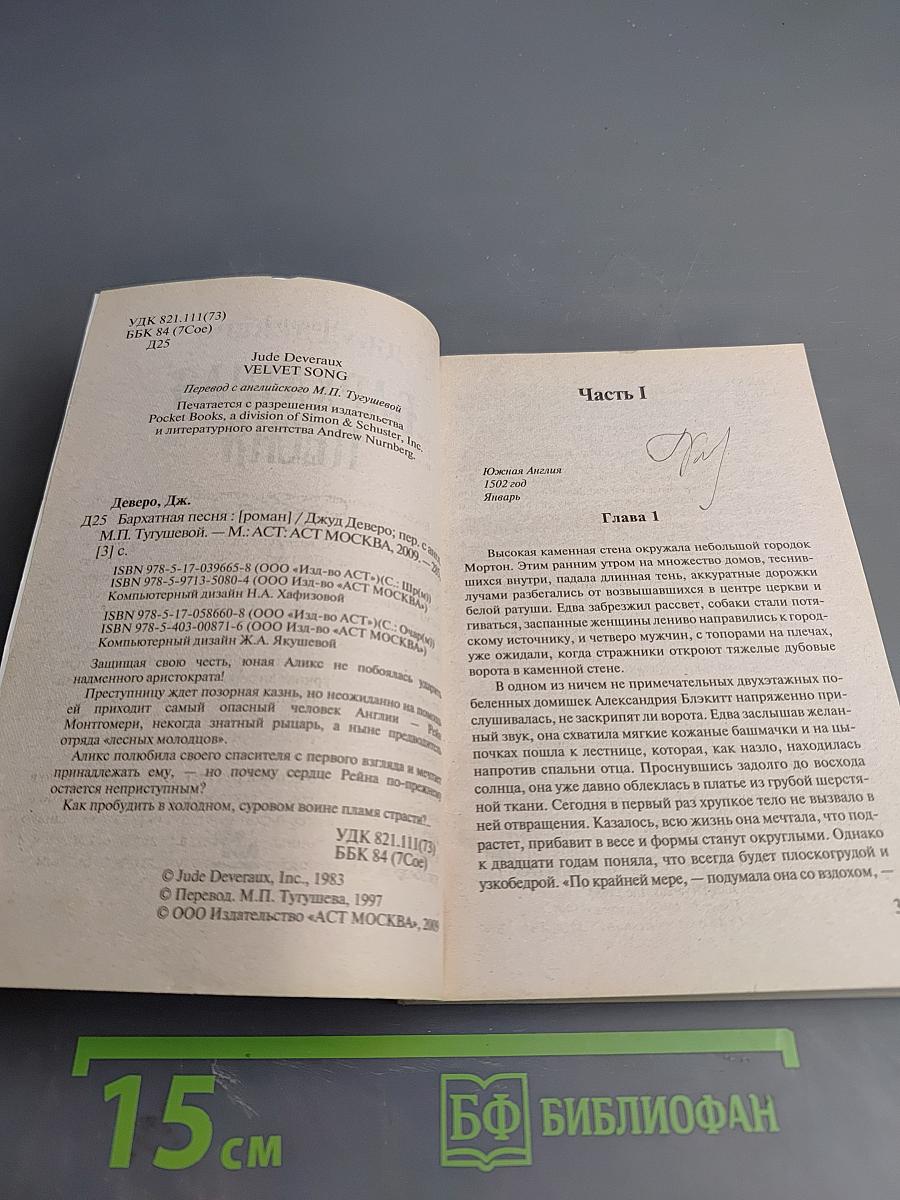 УДК 821.111(73)
ББК 84 (7Сое)
Д25
Jude Deveraux
VELVET SONG
Перевод с английского М.П. Тугушевой
Печатается с разрешения издательства
Pocket Books, a division of Simon & Schuster, Inc.
и литературного агентства Andrew Nurnberg.
Деверо, Дж.
Д25 Бархатная песня : [роман] / Джуд Деверо; пер. с англ.
М.П. Тугушевой. — М.: АСТ: АСТ МОСКВА, 2009. —
[3] с.
ISBN 978-5-17-039665-8 (ООО «Изд-во АСТ»)(С.: Шр(м))
ISBN 978-5-9713-5080-4 (ООО Изд-во «АСТ МОСКВА»)
Компьютерный дизайн Н.А. Хафизовой
ISBN 978-5-17-058660-8 (ООО «Изд-во АСТ»)(С.: Очар(м))
ISBN 978-5-403-00871-6 (ООО Изд-во «АСТ МОСКВА»)
Компьютерный дизайн Ж.А. Якушевой
Защищая свою честь, юная Аликс не побоялась ударить
надменного аристократа!
Преступницу ждет позорная казнь, но неожиданно на помощь
ей приходит самый опасный человек Англии — Рейн
Монтгомери, некогда знатный рыцарь, а ныне предводитель
отряда «лесных молодцов».
Аликс полюбила своего спасителя с первого взгляда и мечтает
принадлежать ему, — но почему сердце Рейна по-прежнему
остается неприступным?
Как пробудить в холодном, суровом воине пламя страсти?..
УДК 821.111(73)
ББК 84 (7Сое)
© Jude Deveraux, Inc., 1983
© Перевод. М.П. Тугушева, 1997
© ООО Издательство «АСТ МОСКВА», 2009
Часть I
Южная Англия
1502 год
Январь
Глава 1
Высокая каменная стена окружала небольшой городок
Мортон. Этим ранним утром на множество домов, теснив-
шихся внутри, падала длинная тень, аккуратные дорожки
лучами разбегались от возвышавшихся в центре церкви и
белой ратуши. Едва забрезжил рассвет, собаки стали потя-
гиваться, заспанные женщины лениво направились к город-
скому источнику, и четверо мужчин, с топорами на плечах,
уже ожидали, когда стражники откроют тяжелые дубовые
ворота в каменной стене.
В одном из ничем не примечательных двухэтажных по-
беленных домишек Александрия Блэкитт напряженно при-
слушивалась, не заскрипят ли ворота. Едва заслышав желан-
ный звук, она схватила мягкие кожаные башмачки и на цы-
почках пошла к лестнице, которая, как назло, находилась
напротив спальни отца. Проснувшись задолго до восхода
солнца, она уже давно облеклась в платье из грубой шерстя-
ной ткани. Сегодня в первый раз хрупкое тело не вызвало в
ней отвращения. Казалось, всю жизнь она мечтала, что под-
растет, прибавит в весе и формы станут округлыми. Однако
к двадцати годам поняла, что всегда будет плоскогрудой и
узкобедрой. «По крайней мере, — подумала она со вздохом, —
3
15 см
БФ БИБЛИОФАН